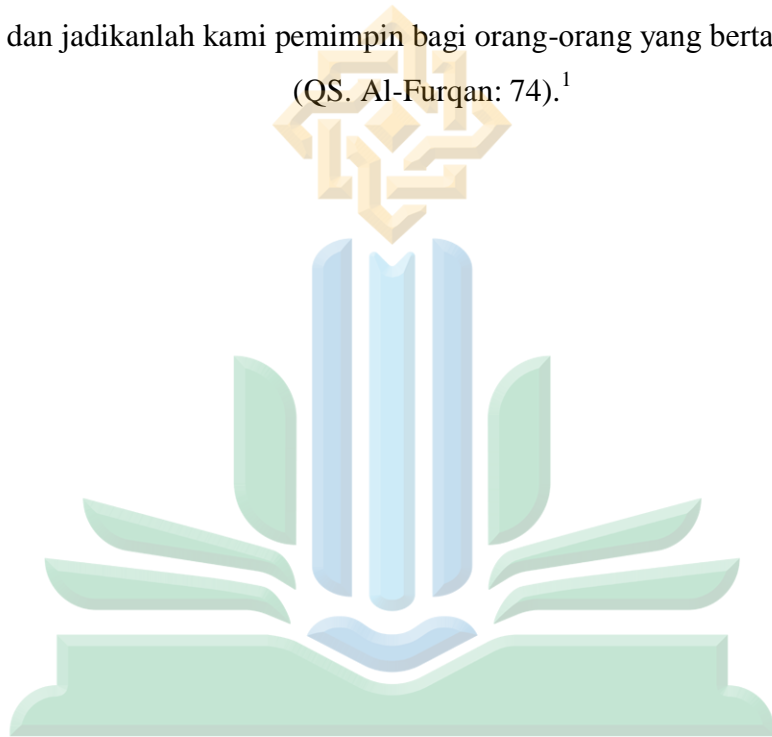 dan jadikanlah kami pemimpin bagi orang-orang yang berta
(QS. Al-Furqan: 74).¹